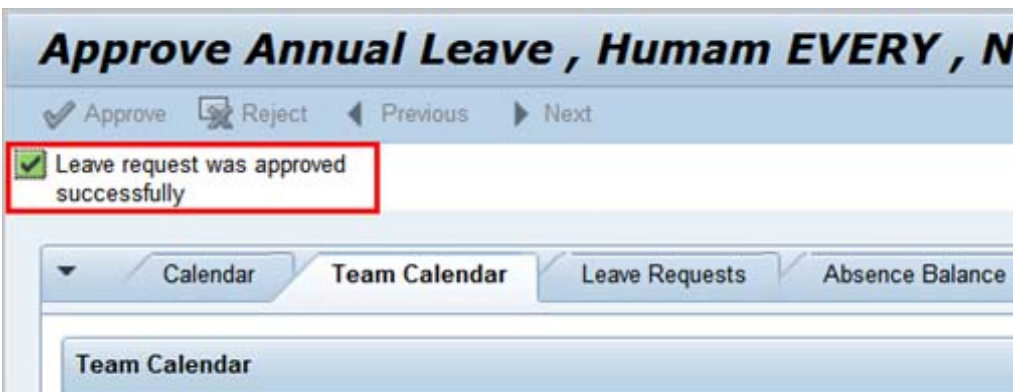 Approve Annual Leave , Humam EVERY , N
Approve Reject Previous Next
Leave request was approved
successfully
Calendar Team Calendar Leave Requests Absence Balance
Team Calendar